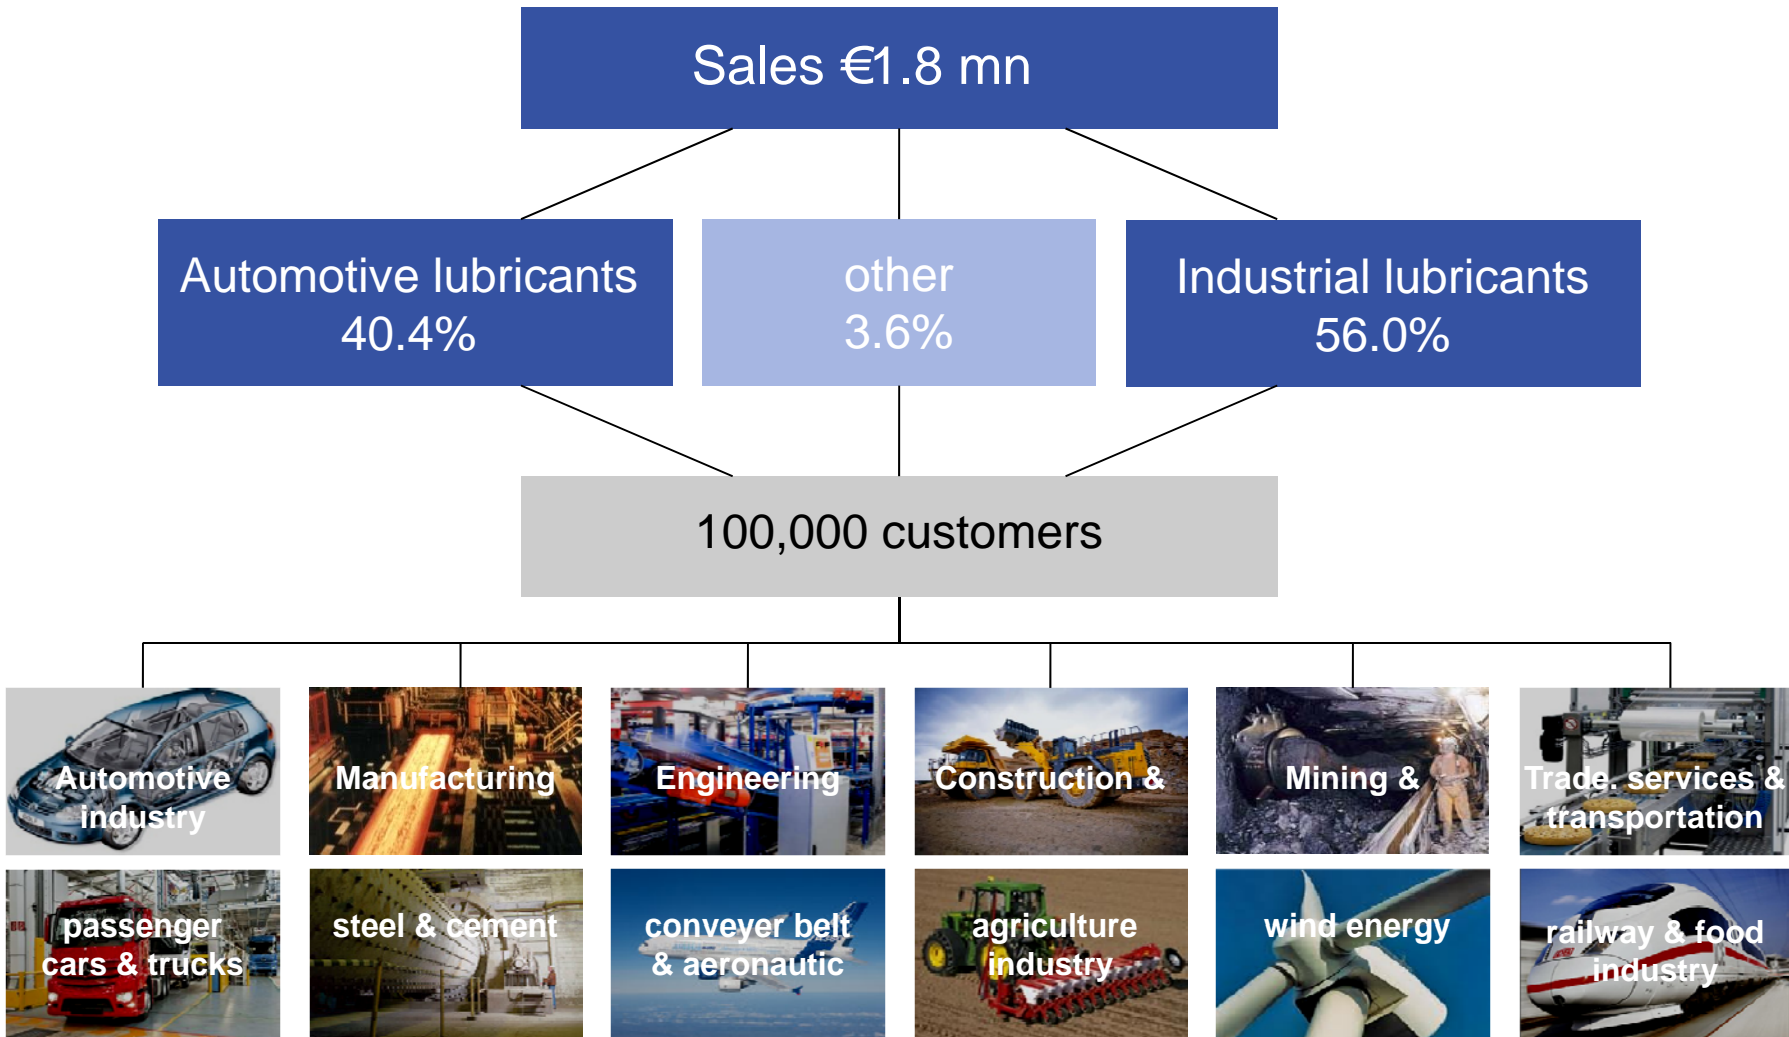 Sales €1.8 mn
Automotive lubricants
40.4%
other
3.6%
Industrial lubricants
56.0%
100,000 customers
Automotive
industry
Manufacturing
Engineering
Construction &
Mining &
Trade. services &
transportation
passenger
cars & trucks
steel & cement
conveyer belt
& aeronautic
agriculture
industry
wind energy
railway & food
industry